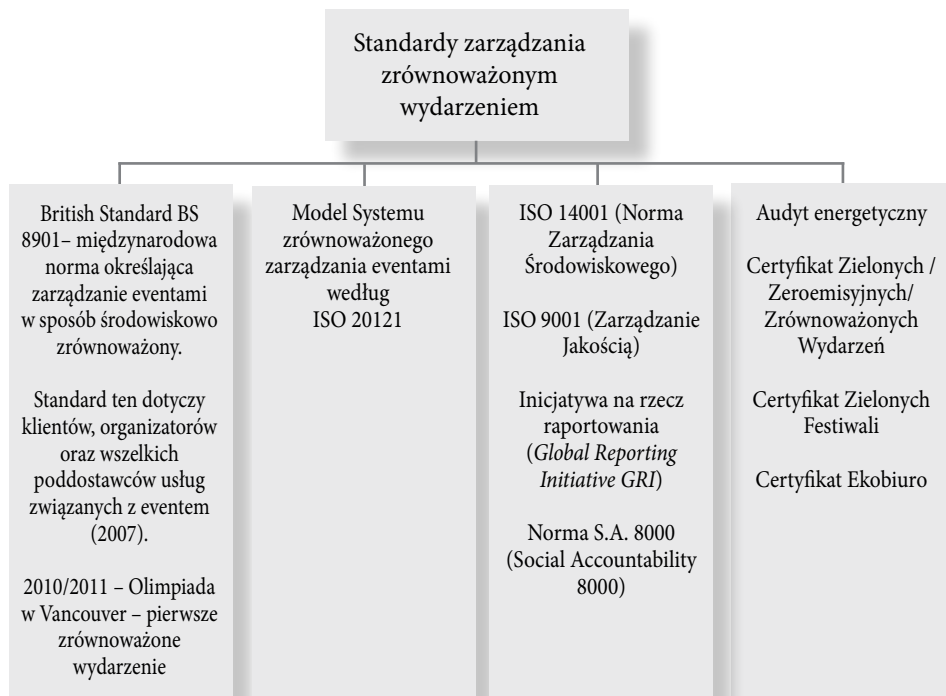 Standardy zarządzania
zrównoważonym
wydarzeniem
British Standard BS
8901– międzynarodowa
norma określająca
zarządzanie eventami
w sposób środowiskowo
zrównoważony.
Standard ten dotyczy
klientów, organizatorów
oraz wszelkich
poddostawców usług
związanych z eventem
(2007).
2010/2011 – Olimpiada
w Vancouver – pierwsze
zrównoważone
wydarzenie
Model Systemu
zrównoważonego
zarządzania eventami
według
ISO 20121
ISO 14001 (Norma
Zarządzania
Środowiskowego)
ISO 9001 (Zarządzanie
Jakością)
Inicjatywa na rzecz
raportowania
(Global Reporting
Initiative GRI)
Norma S.A. 8000
(Social Accountability
8000)
Audyt energetyczny
Certyfikat Zielonych /
Zeroemisyjnych/
Zrównoważonych
Wydarzeń
Certyfikat Zielonych
Festiwali
Certyfikat Ekobiuro